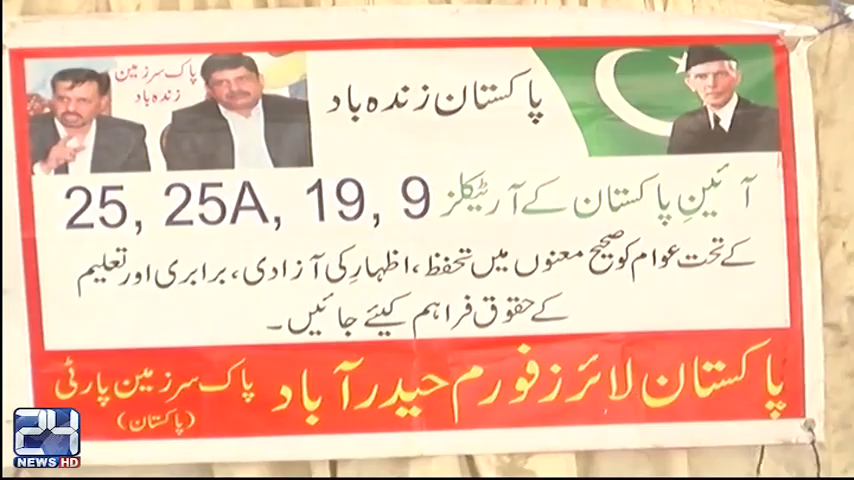 پاک سرزمین
زندہ باد
پاکستان زندہ باد
آئینِ پاکستان کے آرٹیکلز 9 ,19 ,25A ,25
کے تحت عوام کو صحیح معنوں میں تحفظ، اظہارِ کی آزادی، برابری اور تعلیم
کے حقوق فراہم کیئے جائیں۔
پاکستان لائرز فورم حیدرآباد پاک سرزمین پارٹی
(پاکستان)
24
NEWS HD